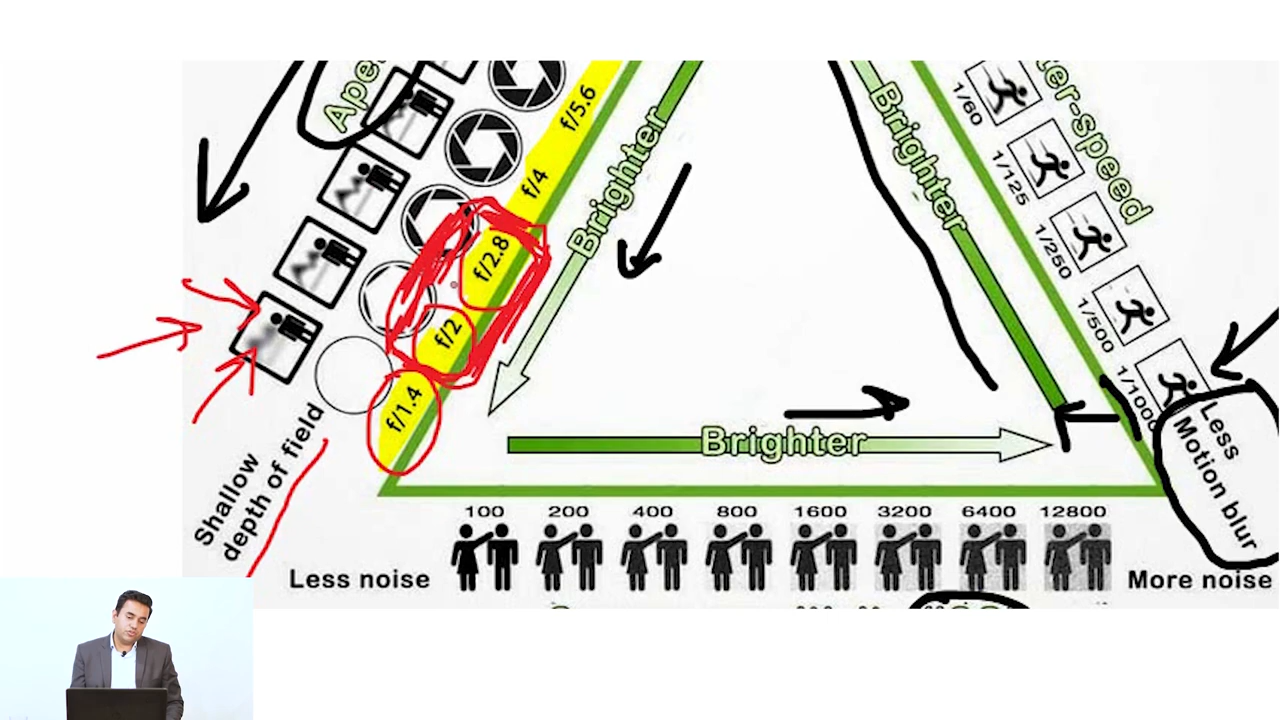 f/5.6
f/4
f/2.8
f/2
f/1.4
Brighter
Brighter
Brighter
1/60
1/125
1/250
1/500
Shallow
depth of field
Less
Motion blur
100 200 400 800 1600 3200 6400 12800
Less noise
More noise